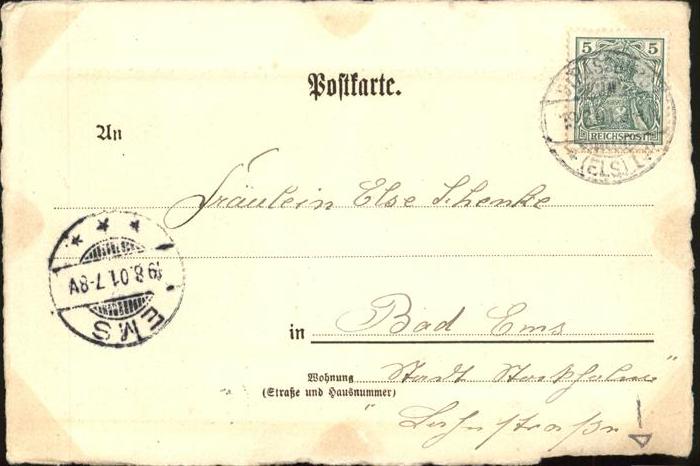 Postkarte.
5 5
REICHSPOST
(ELS)
An
Fräulein Else Schenke
19.8.01.7-8V
EMS
in Bad Ems
Wohnung „Stadt Stockholm“
(Straße und Hausnummer)
Lahnstraße